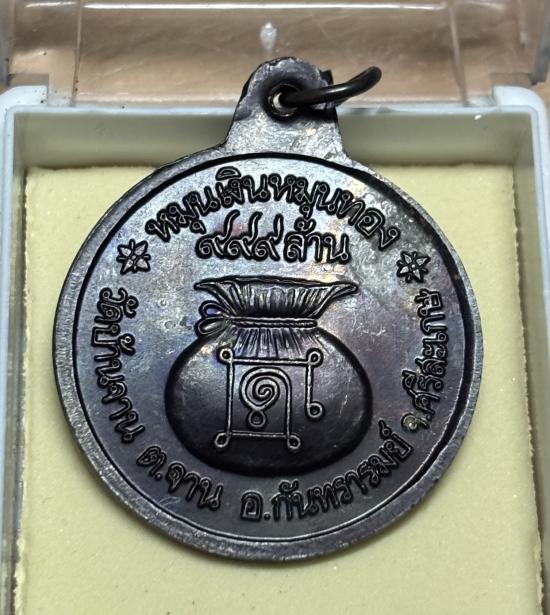 หมุนเงินหมุนทอง
๙๙๙ล้าน
วัดบ้านจาน ต.จาน อ.กันทรารมย์ จ.ศรีสะเกษ